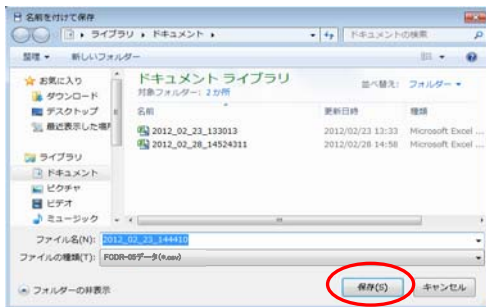 名前を付けて保存
ライブラリ ▸ ドキュメント ▸
ドキュメントの検索
整理 ▾ 新しいフォルダー
お気に入り
ダウンロード
デスクトップ
最近表示した場所
ライブラリ
ドキュメント
ピクチャ
ビデオ
ミュージック
ドキュメント ライブラリ
対象フォルダー: 2 か所
並べ替え: フォルダー ▾
名前 更新日時 種類
2012_02_23_133013 2012/02/23 13:33 Microsoft Excel ...
2012_02_28_14524311 2012/02/28 14:58 Microsoft Excel ...
ファイル名(N): 2012_02_23_144410
ファイルの種類(T): FODR-05データ(*.csv)
フォルダーの非表示
保存(S)
キャンセル